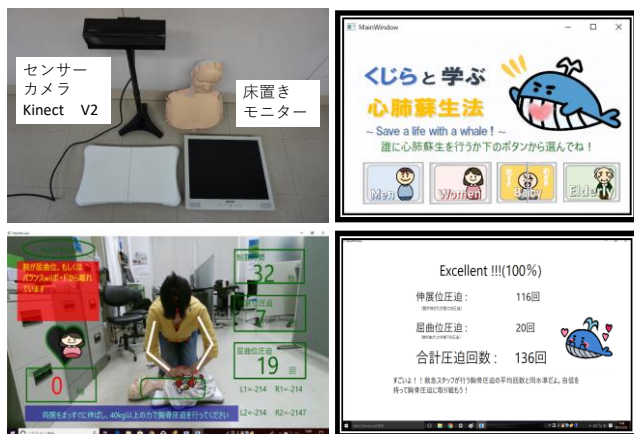 センサー
カメラ
Kinect　V2
床置き
モニター
MainWindow
くじらと学ぶ
心肺蘇生法
～ Save a life with a whale！～
誰に心肺蘇生を行うか下のボタンから選んでね！
Men
Women
Baby
Elderly
腕が屈曲位、もしくは
バランスwiiボードから離れ
ています
32
7
屈曲位圧迫
19 回
0
L1=-214 R1=-214
L2=-214 R2=-2147
両腕をまっすぐに伸ばし、40kg以上の力で胸骨圧迫を行ってください
Excellent !!!(100%)
伸展位圧迫： 116回
屈曲位圧迫： 20回
合計圧迫回数： 136回
すごいよ！！救急スタッフが行う胸骨圧迫の平均回数と同水準だよ。自信を
持って胸骨圧迫に取り組もう！